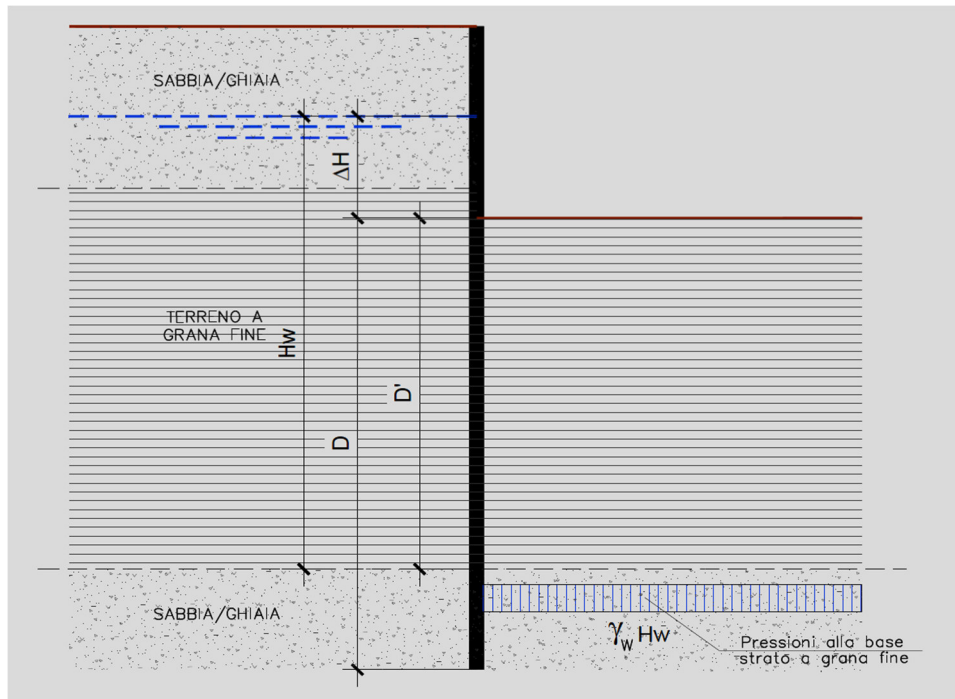 SABBIA/GHIAIA
ΔH
TERRENO A
GRANA FINE
Hw
D'
D
SABBIA/GHIAIA
γw Hw
Pressioni alla base
strato a grana fine